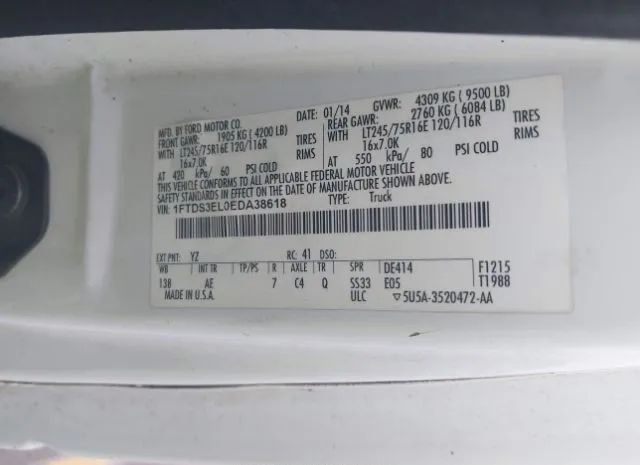 MFD. BY FORD MOTOR CO.
DATE: 01/14 GVWR: 4309 KG ( 9500 LB)
FRONT GAWR: 1905 KG ( 4200 LB) REAR GAWR: 2760 KG ( 6084 LB)
WITH LT245/75R16E 120/116R TIRES WITH LT245/75R16E 120/116R TIRES
16x7.0K RIMS 16x7.0K RIMS
AT 420 kPa/ 60 PSI COLD AT 550 kPa/ 80 PSI COLD
THIS VEHICLE CONFORMS TO ALL APPLICABLE FEDERAL MOTOR VEHICLE
SAFETY STANDARDS IN EFFECT ON THE DATE OF MANUFACTURE SHOWN ABOVE.
VIN: 1FTDS3EL0EDA38618 TYPE: Truck
EXT PNT: YZ RC: 41 DSO:
WB INT TR TP/PS R AXLE TR SPR DE414 F1215
138 AE 7 C4 Q SS33 E05 T1988
MADE IN U.S.A. ULC ▽5U5A-3520472-AA